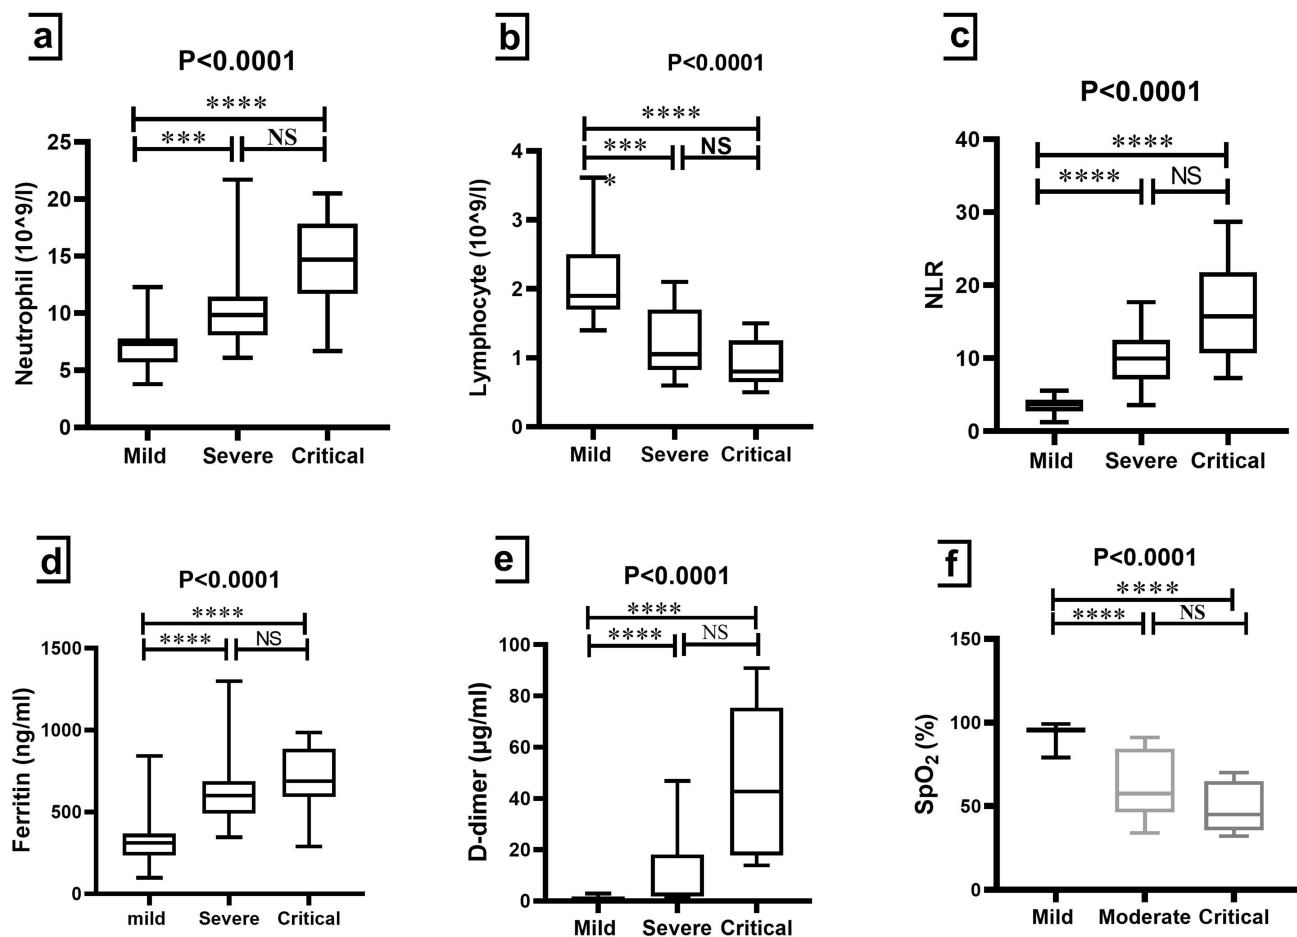 a
P<0.0001
****
*** NS
Neutrophil (10^9/l)
25
20
15
10
5
0
Mild Severe Critical
b
P<0.0001
****
*** NS
*
Lymphocyte (10^9/l)
4
3
2
1
0
Mild Severe Critical
c
P<0.0001
****
**** NS
NLR
40
30
20
10
0
Mild Severe Critical
d
P<0.0001
****
**** NS
Ferritin (ng/ml)
1500
1000
500
0
mild Severe Critical
e
P<0.0001
****
**** NS
D-dimer (µg/ml)
100
80
60
40
20
0
Mild Severe Critical
f
P<0.0001
****
**** NS
SpO₂ (%)
150
100
50
0
Mild Moderate Critical